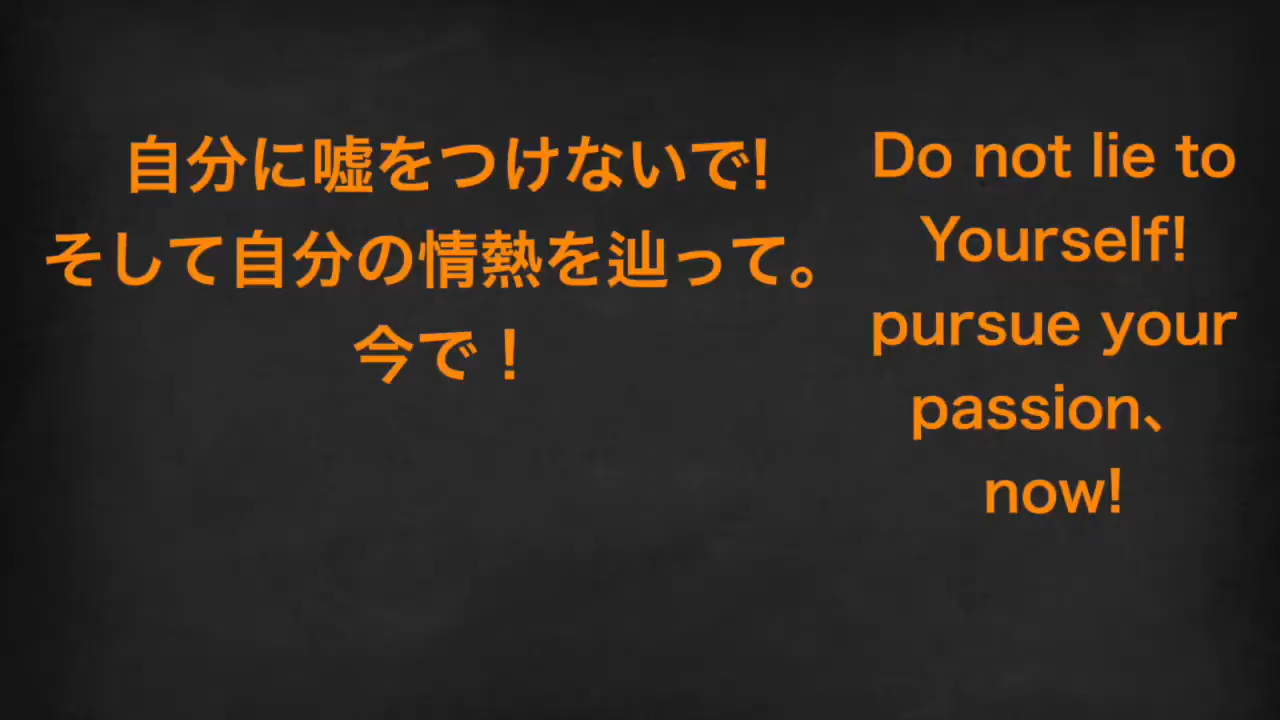 自分に嘘をつけないで!
そして自分の情熱を辿って。
今で！
Do not lie to
Yourself!
pursue your
passion、
now!